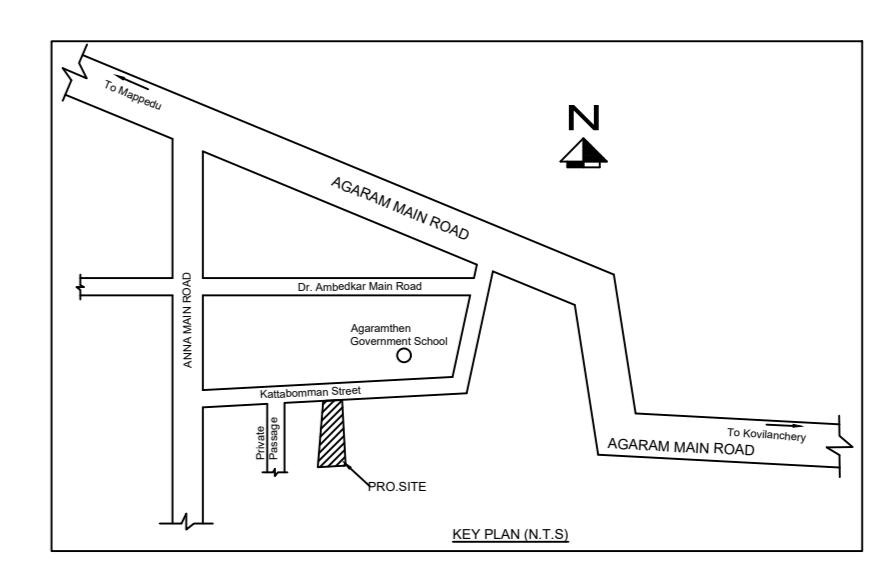 To Mappedu
N
AGARAM MAIN ROAD
ANNA MAIN ROAD
Dr. Ambedkar Main Road
Agaramthen
Government School
Kattabomman Street
Private
Passage
To Kovilanchery
AGARAM MAIN ROAD
PRO.SITE
KEY PLAN (N.T.S)